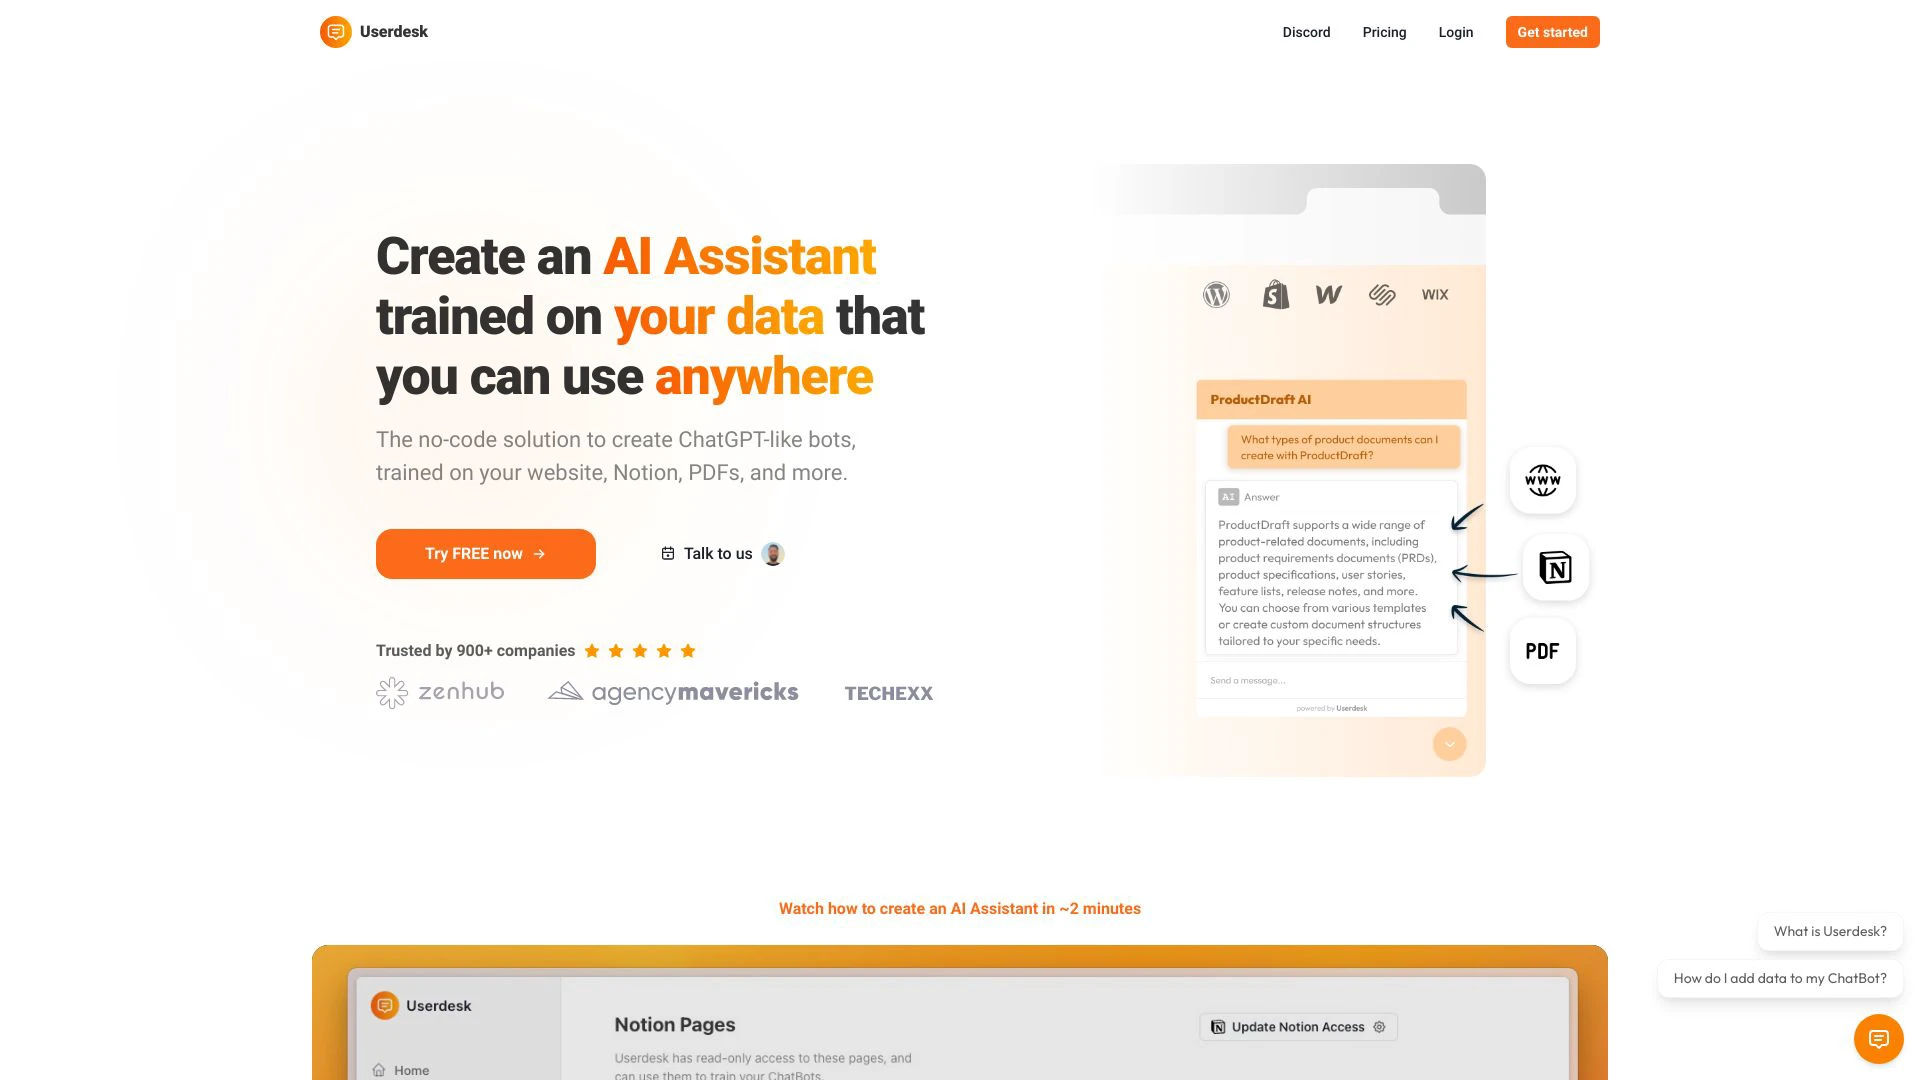 Userdesk
Discord
Pricing
Login
Get started
Create an AI Assistant
trained on your data that
you can use anywhere
The no-code solution to create ChatGPT-like bots,
trained on your website, Notion, PDFs, and more.
Try FREE now
Talk to us
Trusted by 900+ companies
zenhub
agencymavericks
TECHEXX
WIX
ProductDraft AI
What types of product documents can I
create with ProductDraft?
AI Answer
ProductDraft supports a wide range of
product-related documents, including
product requirements documents (PRDs),
product specifications, user stories,
feature lists, release notes, and more.
You can choose from various templates
or create custom document structures
tailored to your specific needs.
Send a message...
powered by Userdesk
WWW
N
PDF
Watch how to create an AI Assistant in ~2 minutes
Userdesk
Home
Notion Pages
Userdesk has read-only access to these pages, and
can use them to train your ChatBots.
Update Notion Access
What is Userdesk?
How do I add data to my ChatBot?